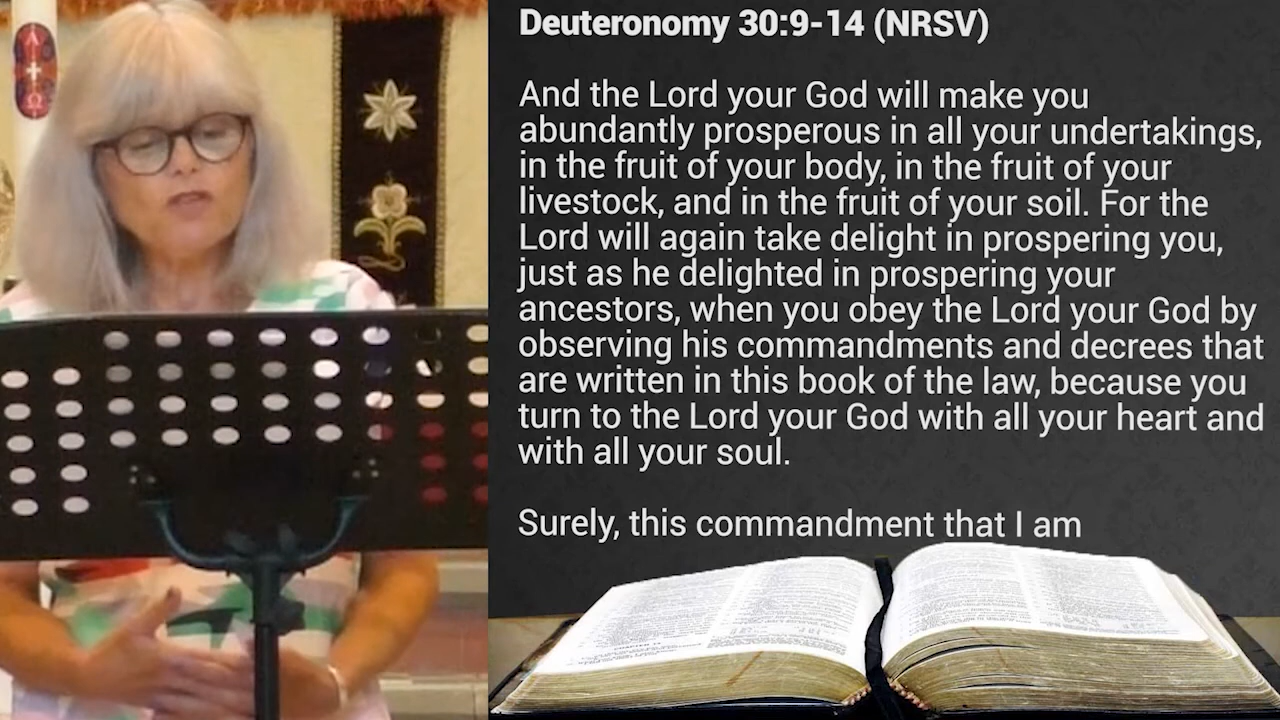 Α
Ω
Deuteronomy 30:9-14 (NRSV)
And the Lord your God will make you
abundantly prosperous in all your undertakings,
in the fruit of your body, in the fruit of your
livestock, and in the fruit of your soil. For the
Lord will again take delight in prospering you,
just as he delighted in prospering your
ancestors, when you obey the Lord your God by
observing his commandments and decrees that
are written in this book of the law, because you
turn to the Lord your God with all your heart and
with all your soul.
Surely, this commandment that I am